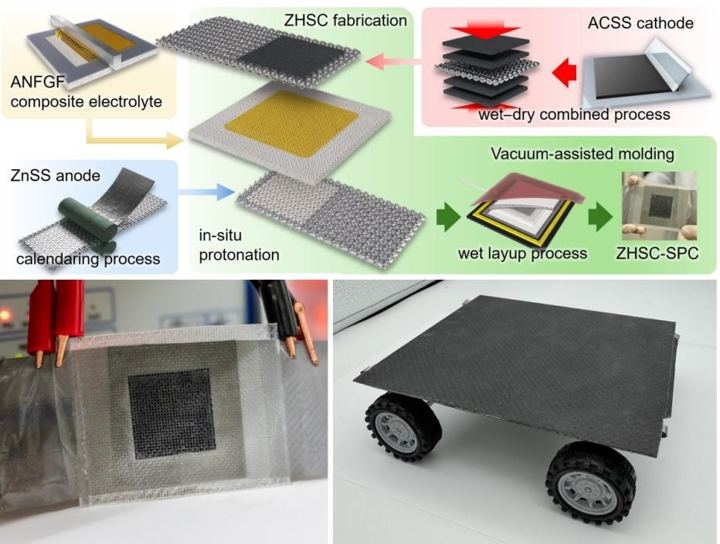 ZHSC fabrication
ACSS cathode
ANFGF
composite electrolyte
wet–dry combined process
Vacuum-assisted molding
ZnSS anode
in-situ
protonation
calendaring process
wet layup process
ZHSC-SPC